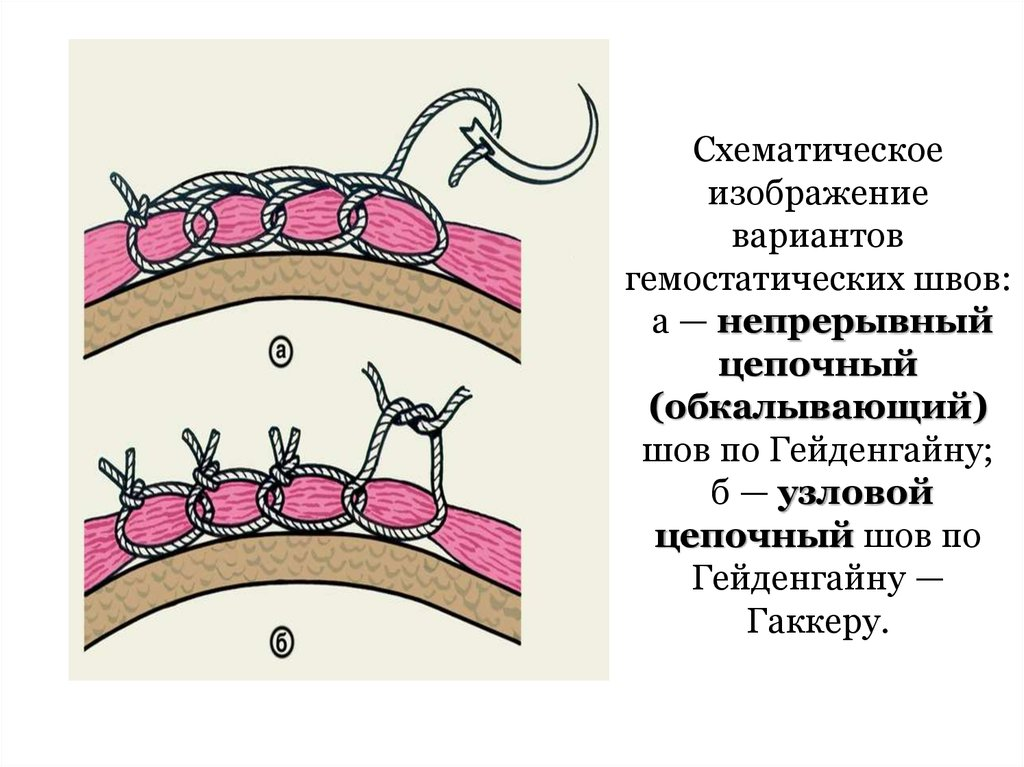 а
б
Схематическое
изображение
вариантов
гемостатических швов:
а — непрерывный
цепочный
(обкалывающий)
шов по Гейденгайну;
б — узловой
цепочный шов по
Гейденгайну —
Гаккеру.